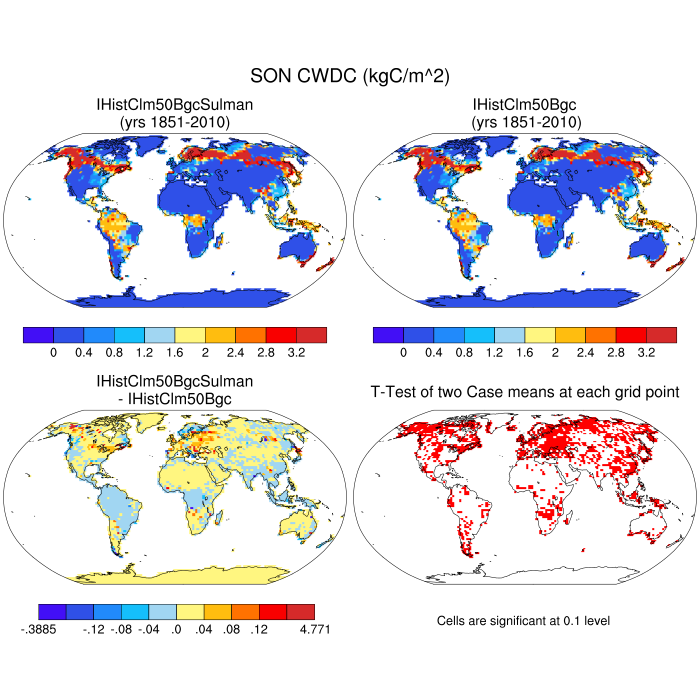 SON CWDC (kgC/m^2)
IHistClm50BgcSulman
(yrs 1851-2010)
IHistClm50Bgc
(yrs 1851-2010)
0 0.4 0.8 1.2 1.6 2 2.4 2.8 3.2
0 0.4 0.8 1.2 1.6 2 2.4 2.8 3.2
IHistClm50BgcSulman
- IHistClm50Bgc
T-Test of two Case means at each grid point
-.3885 -.12 -.08 -.04 .0 .04 .08 .12 4.771
Cells are significant at 0.1 level